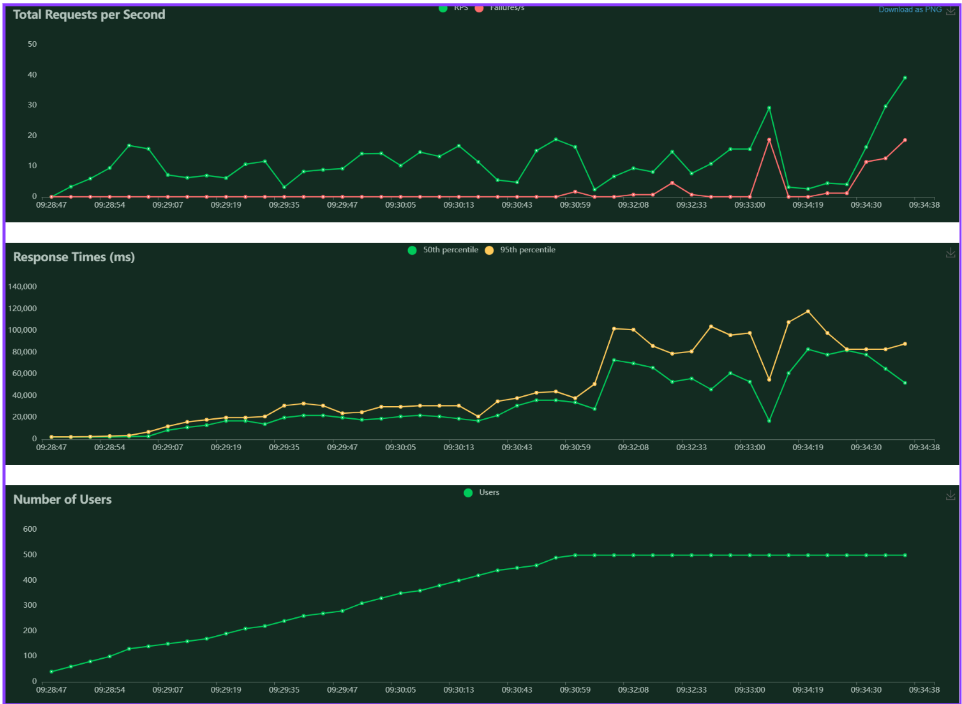 Total Requests per Second
RPS Failures/s
Download as PNG
50
40
30
20
10
0
09:28:47 09:28:54 09:29:07 09:29:19 09:29:35 09:29:47 09:30:05 09:30:13 09:30:43 09:30:59 09:32:08 09:32:33 09:33:00 09:34:19 09:34:30 09:34:38
Response Times (ms)
50th percentile 95th percentile
140,000
120,000
100,000
80,000
60,000
40,000
20,000
0
09:28:47 09:28:54 09:29:07 09:29:19 09:29:35 09:29:47 09:30:05 09:30:13 09:30:43 09:30:59 09:32:08 09:32:33 09:33:00 09:34:19 09:34:30 09:34:38
Number of Users
Users
600
500
400
300
200
100
0
09:28:47 09:28:54 09:29:07 09:29:19 09:29:35 09:29:47 09:30:05 09:30:13 09:30:43 09:30:59 09:32:08 09:32:33 09:33:00 09:34:19 09:34:30 09:34:38